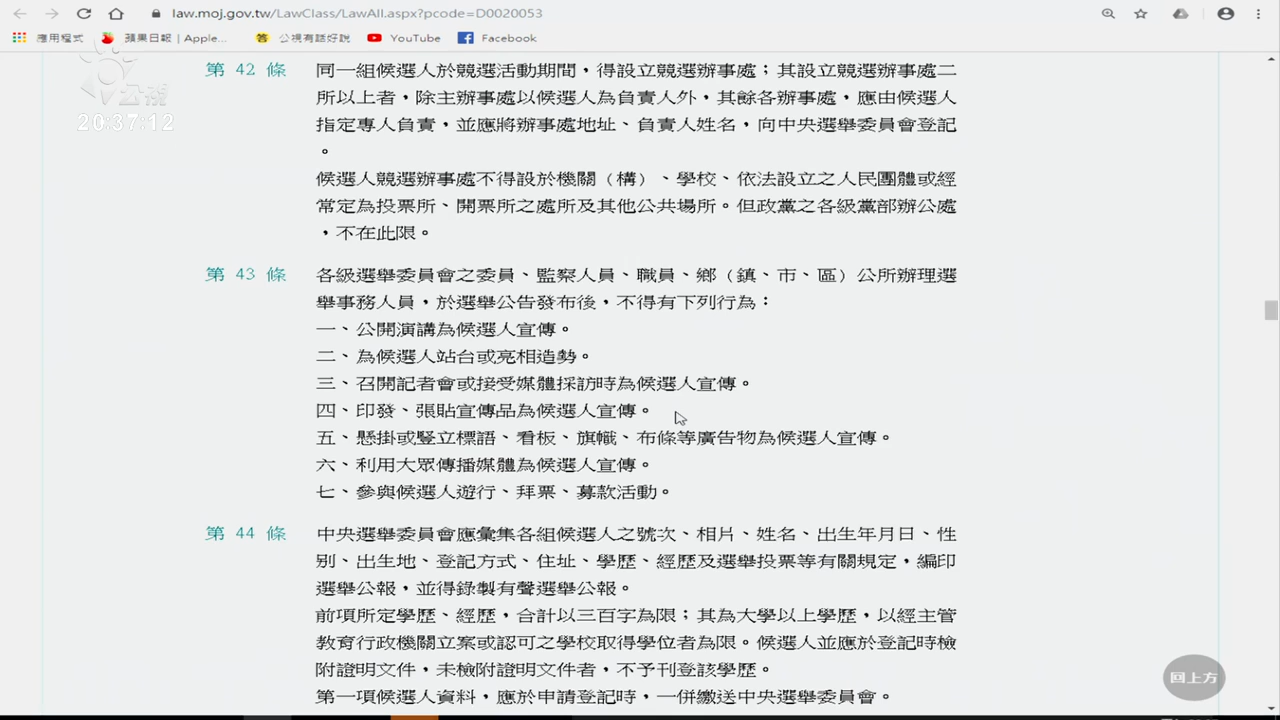 law.moj.gov.tw/LawClass/LawAll.aspx?pcode=D0020053
應用程式 蘋果日報 | Apple... 答 公視有話好說 YouTube Facebook
公視
20:37:12
第 42 條 同一組候選人於競選活動期間，得設立競選辦事處；其設立競選辦事處二
所以上者，除主辦事處以候選人為負責人外，其餘各辦事處，應由候選人
指定專人負責，並應將辦事處地址、負責人姓名，向中央選舉委員會登記
。
候選人競選辦事處不得設於機關（構）、學校、依法設立之人民團體或經
常定為投票所、開票所之處所及其他公共場所。但政黨之各級黨部辦公處
，不在此限。
第 43 條 各級選舉委員會之委員、監察人員、職員、鄉（鎮、市、區）公所辦理選
舉事務人員，於選舉公告發布後，不得有下列行為：
一、公開演講為候選人宣傳。
二、為候選人站台或亮相造勢。
三、召開記者會或接受媒體採訪時為候選人宣傳。
四、印發、張貼宣傳品為候選人宣傳。
五、懸掛或豎立標語、看板、旗幟、布條等廣告物為候選人宣傳。
六、利用大眾傳播媒體為候選人宣傳。
七、參與候選人遊行、拜票、募款活動。
第 44 條 中央選舉委員會應彙集各組候選人之號次、相片、姓名、出生年月日、性
別、出生地、登記方式、住址、學歷、經歷及選舉投票等有關規定，編印
選舉公報，並得錄製有聲選舉公報。
前項所定學歷、經歷，合計以三百字為限；其為大學以上學歷，以經主管
教育行政機關立案或認可之學校取得學位者為限。候選人並應於登記時檢
附證明文件，未檢附證明文件者，不予刊登該學歷。
第一項候選人資料，應於申請登記時，一併繳送中央選舉委員會。
回上方